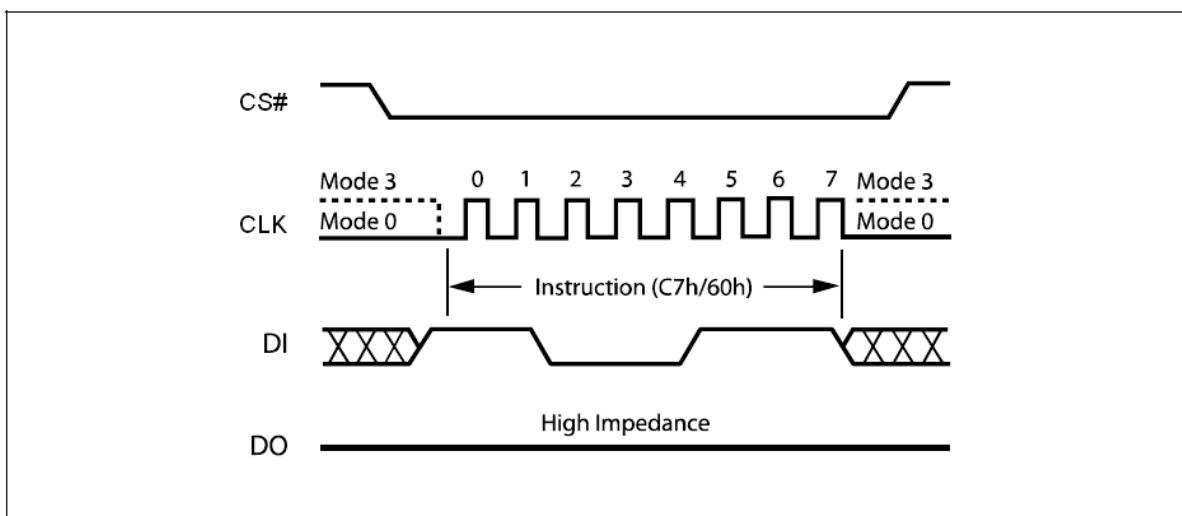 CS#
Mode 3 0 1 2 3 4 5 6 7 Mode 3
CLK Mode 0 Mode 0
Instruction (C7h/60h)
DI
High Impedance
DO